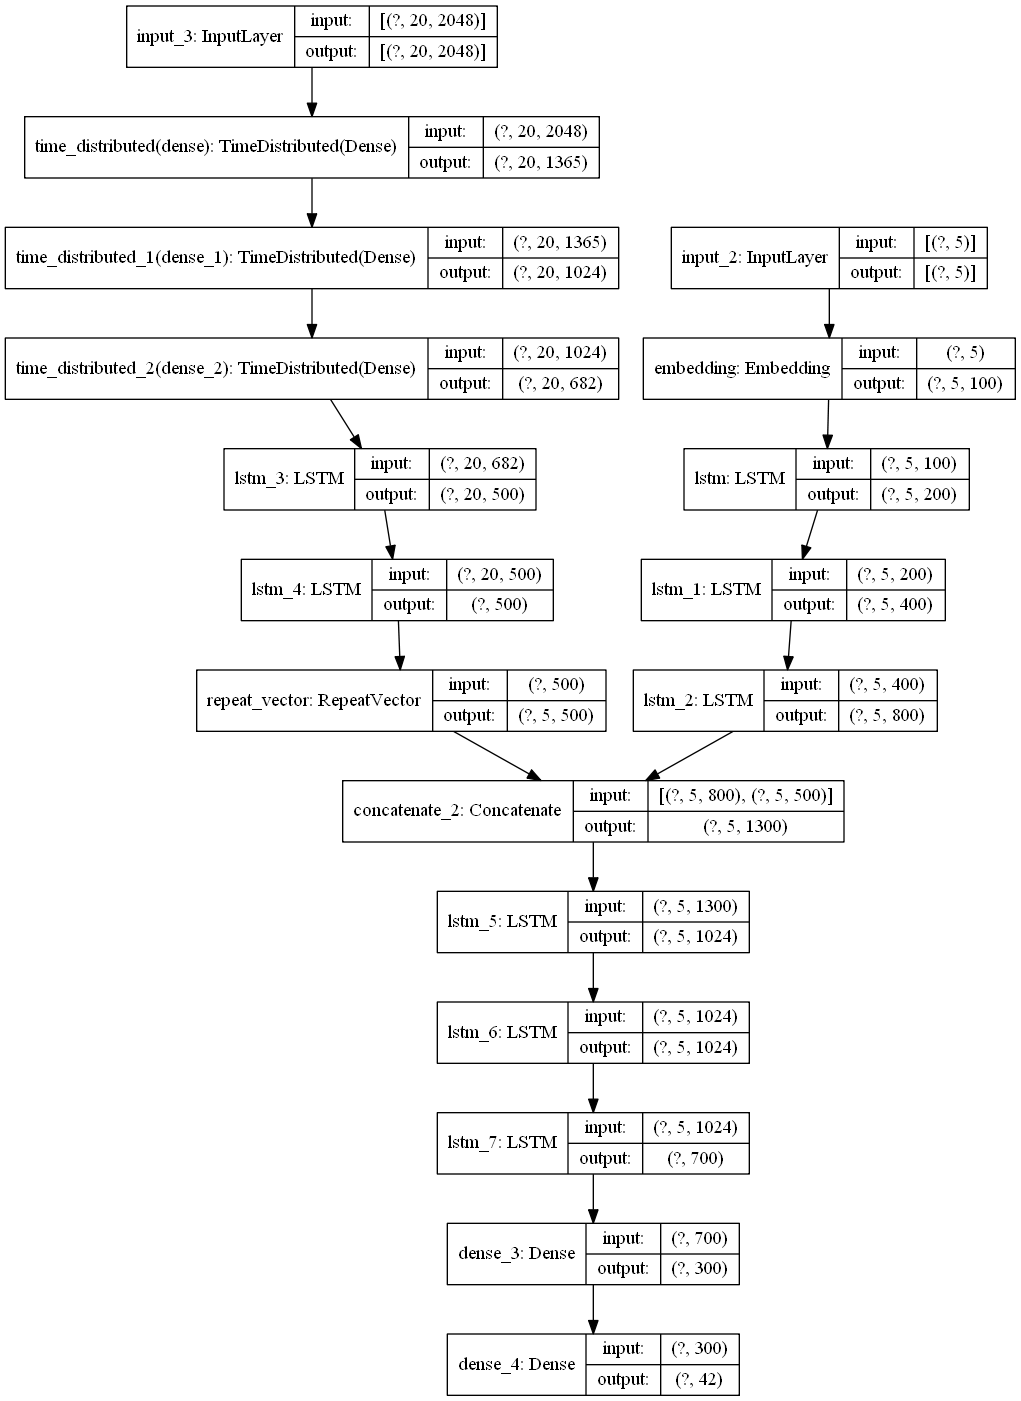 input_3: InputLayer
input: [(?, 20, 2048)]
output: [(?, 20, 2048)]
time_distributed(dense): TimeDistributed(Dense)
input: (?, 20, 2048)
output: (?, 20, 1365)
time_distributed_1(dense_1): TimeDistributed(Dense)
input: (?, 20, 1365)
output: (?, 20, 1024)
input_2: InputLayer
input: [(?, 5)]
output: [(?, 5)]
time_distributed_2(dense_2): TimeDistributed(Dense)
input: (?, 20, 1024)
output: (?, 20, 682)
embedding: Embedding
input: (?, 5)
output: (?, 5, 100)
lstm_3: LSTM
input: (?, 20, 682)
output: (?, 20, 500)
lstm: LSTM
input: (?, 5, 100)
output: (?, 5, 200)
lstm_4: LSTM
input: (?, 20, 500)
output: (?, 500)
lstm_1: LSTM
input: (?, 5, 200)
output: (?, 5, 400)
repeat_vector: RepeatVector
input: (?, 500)
output: (?, 5, 500)
lstm_2: LSTM
input: (?, 5, 400)
output: (?, 5, 800)
concatenate_2: Concatenate
input: [(?, 5, 800), (?, 5, 500)]
output: (?, 5, 1300)
lstm_5: LSTM
input: (?, 5, 1300)
output: (?, 5, 1024)
lstm_6: LSTM
input: (?, 5, 1024)
output: (?, 5, 1024)
lstm_7: LSTM
input: (?, 5, 1024)
output: (?, 700)
dense_3: Dense
input: (?, 700)
output: (?, 300)
dense_4: Dense
input: (?, 300)
output: (?, 42)